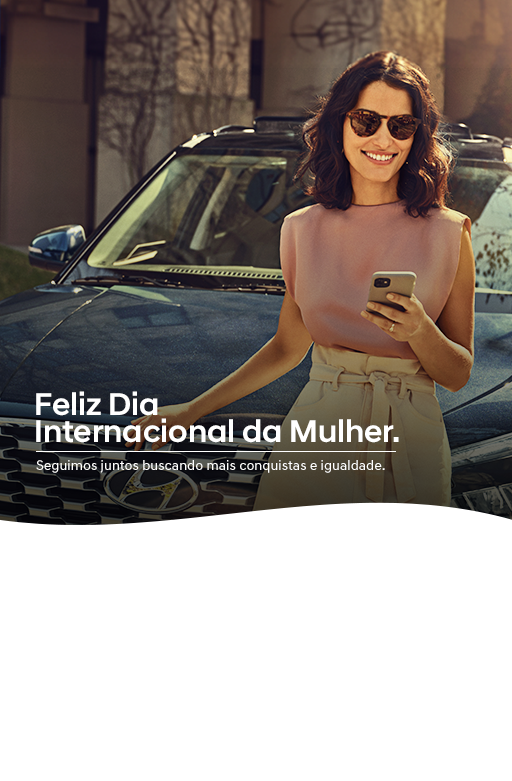 Feliz Dia
Internacional da Mulher.
Seguimos juntos buscando mais conquistas e igualdade.